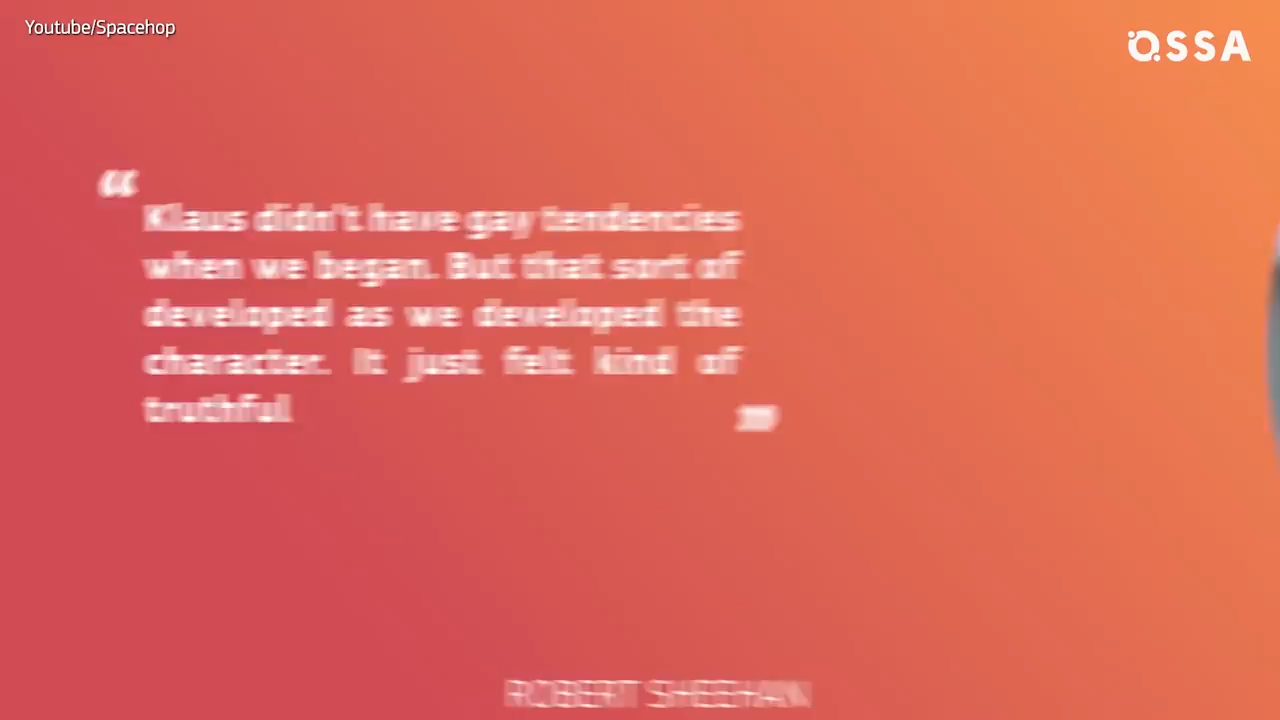 Youtube/Spacehop
OSSA
“
Klaus didn't have gay tendencies
when we began. But that sort of
developed as we developed the
character. It just felt kind of
truthful
”
ROBERT SHEEHAN